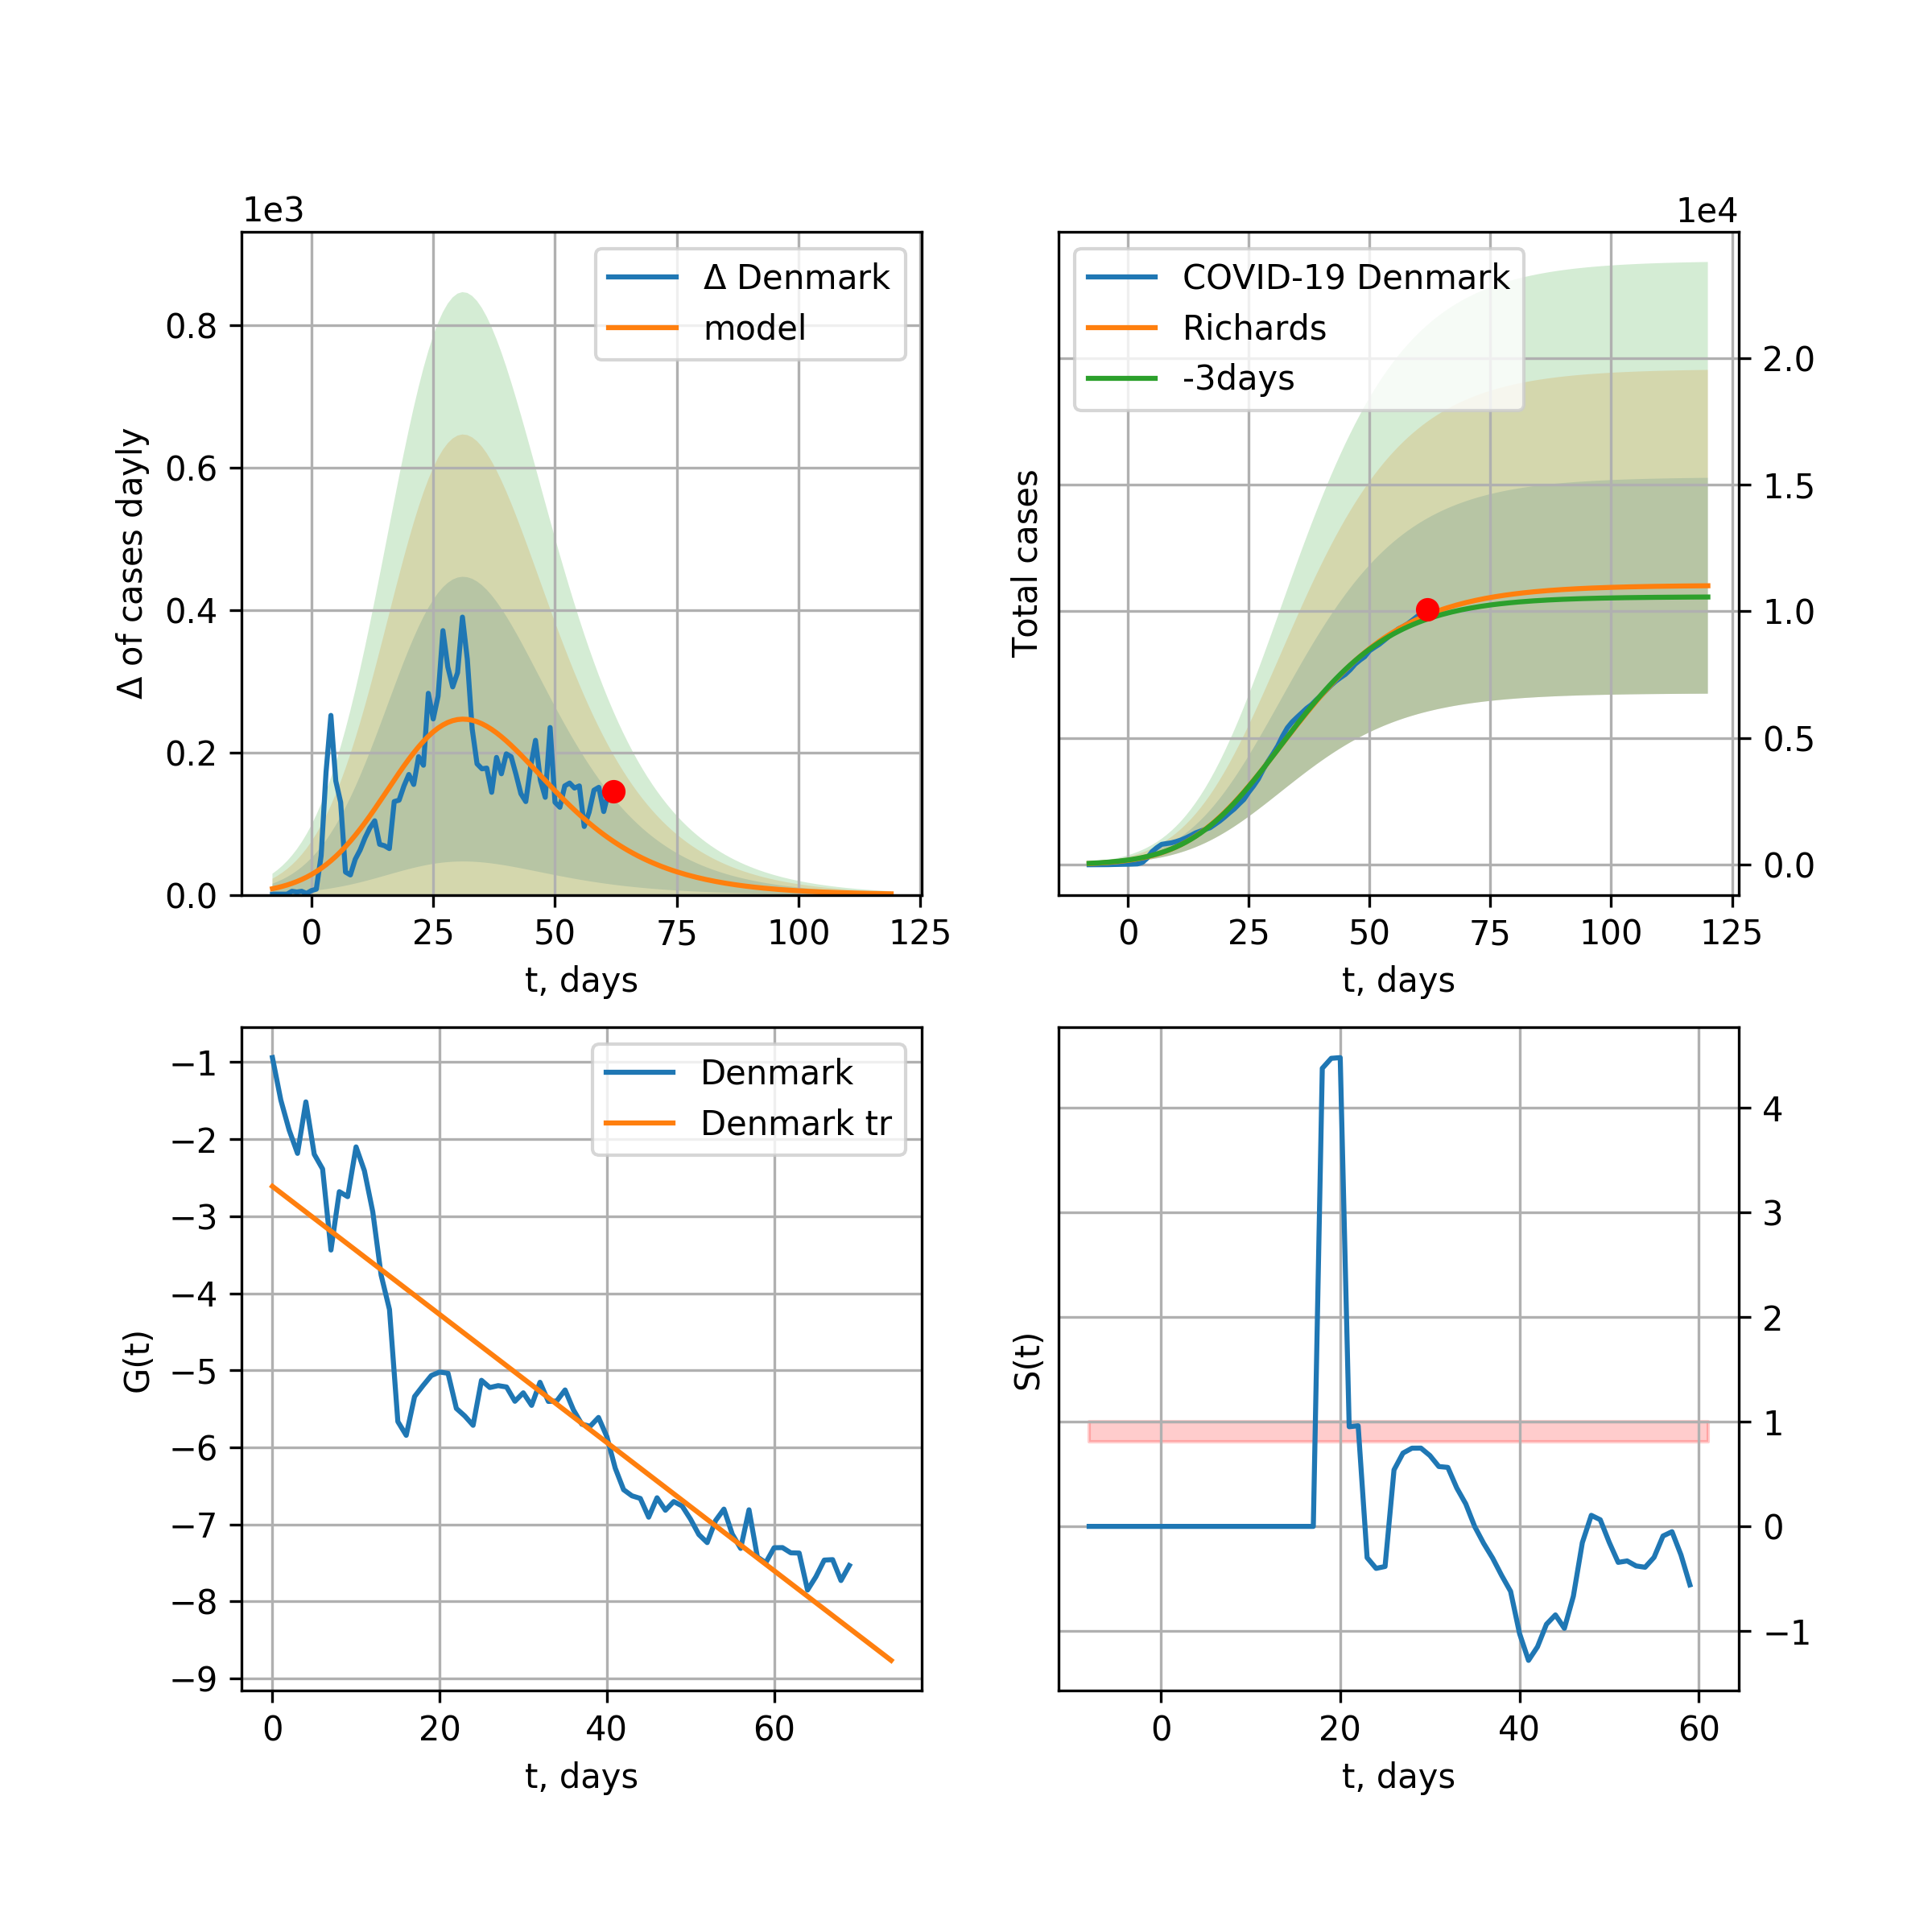 1e3
Δ Denmark
model
0.8
0.6
0.4
0.2
0.0
Δ of cases dayly
0 25 50 75 100 125
t, days
1e4
COVID-19 Denmark
Richards
-3days
2.0
1.5
1.0
0.5
0.0
Total cases
0 25 50 75 100 125
t, days
Denmark
Denmark tr
−1
−2
−3
−4
−5
−6
−7
−8
−9
G(t)
0 20 40 60
t, days
4
3
2
1
0
−1
S(t)
0 20 40 60
t, days